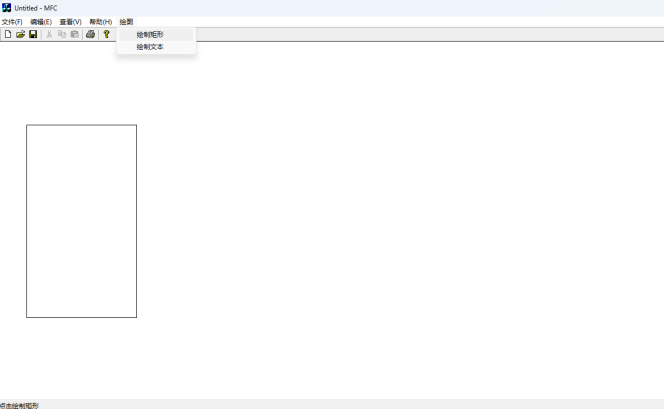 Untitled - MFC
文件(F) 编辑(E) 查看(V) 帮助(H) 绘图
绘制矩形
绘制文本
点击绘制矩形